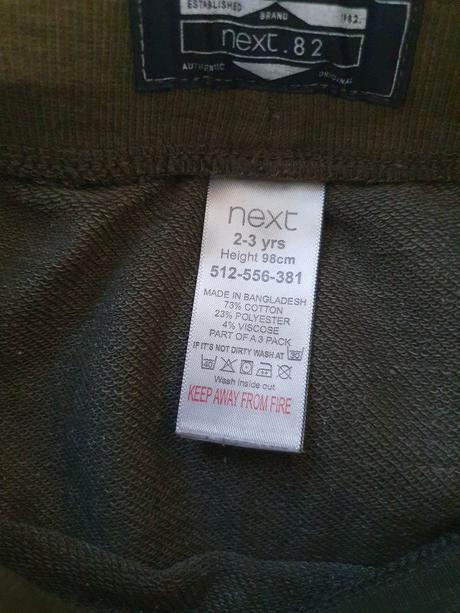 ESTABLISHED
BRAND
next.82
AUTHENTIC
ORIGINAL
next
2-3 yrs
Height 98cm
512-556-381
MADE IN BANGLADESH
73% COTTON
23% POLYESTER
4% VISCOSE
PART OF A 3 PACK
IF IT'S NOT DIRTY WASH AT 30
40
Wash inside out
KEEP AWAY FROM FIRE